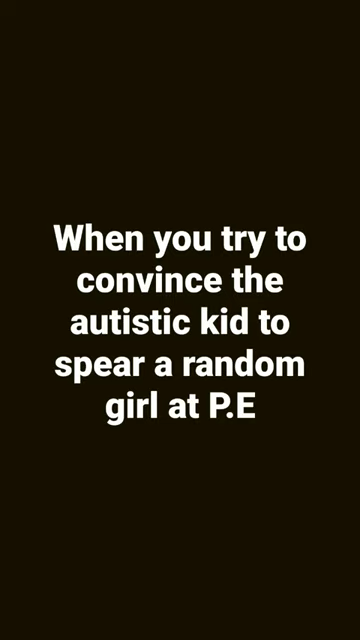 When you try to
convince the
autistic kid to
spear a random
girl at P.E